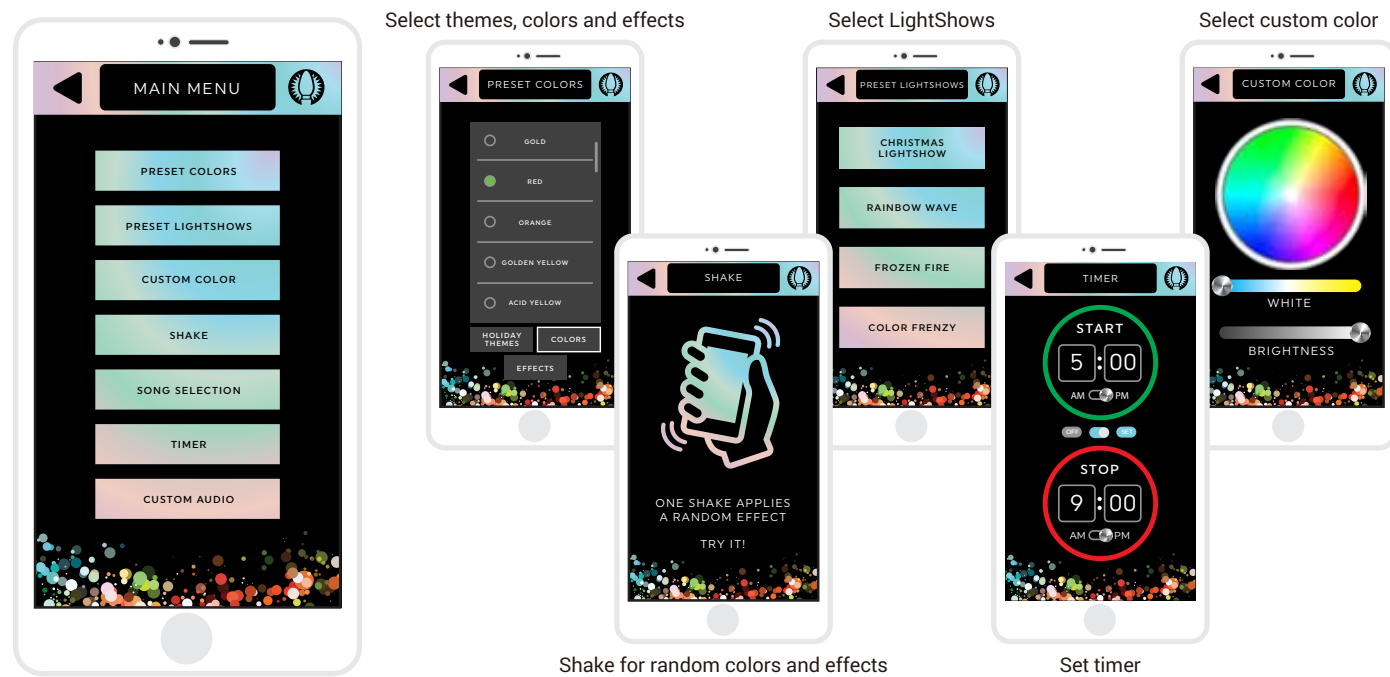 Select themes, colors and effects
Select LightShows
Select custom color
MAIN MENU
PRESET COLORS
PRESET LIGHTSHOWS
CUSTOM COLOR
SHAKE
SONG SELECTION
TIMER
CUSTOM AUDIO
PRESET COLORS
GOLD
RED
ORANGE
GOLDEN YELLOW
ACID YELLOW
HOLIDAY
THEMES
COLORS
EFFECTS
SHAKE
ONE SHAKE APPLIES
A RANDOM EFFECT
TRY IT!
PRESET LIGHTSHOWS
CHRISTMAS
LIGHTSHOW
RAINBOW WAVE
FROZEN FIRE
COLOR FRENZY
TIMER
START
5:00
AM PM
OFF SET
STOP
9:00
AM PM
CUSTOM COLOR
WHITE
BRIGHTNESS
Shake for random colors and effects
Set timer